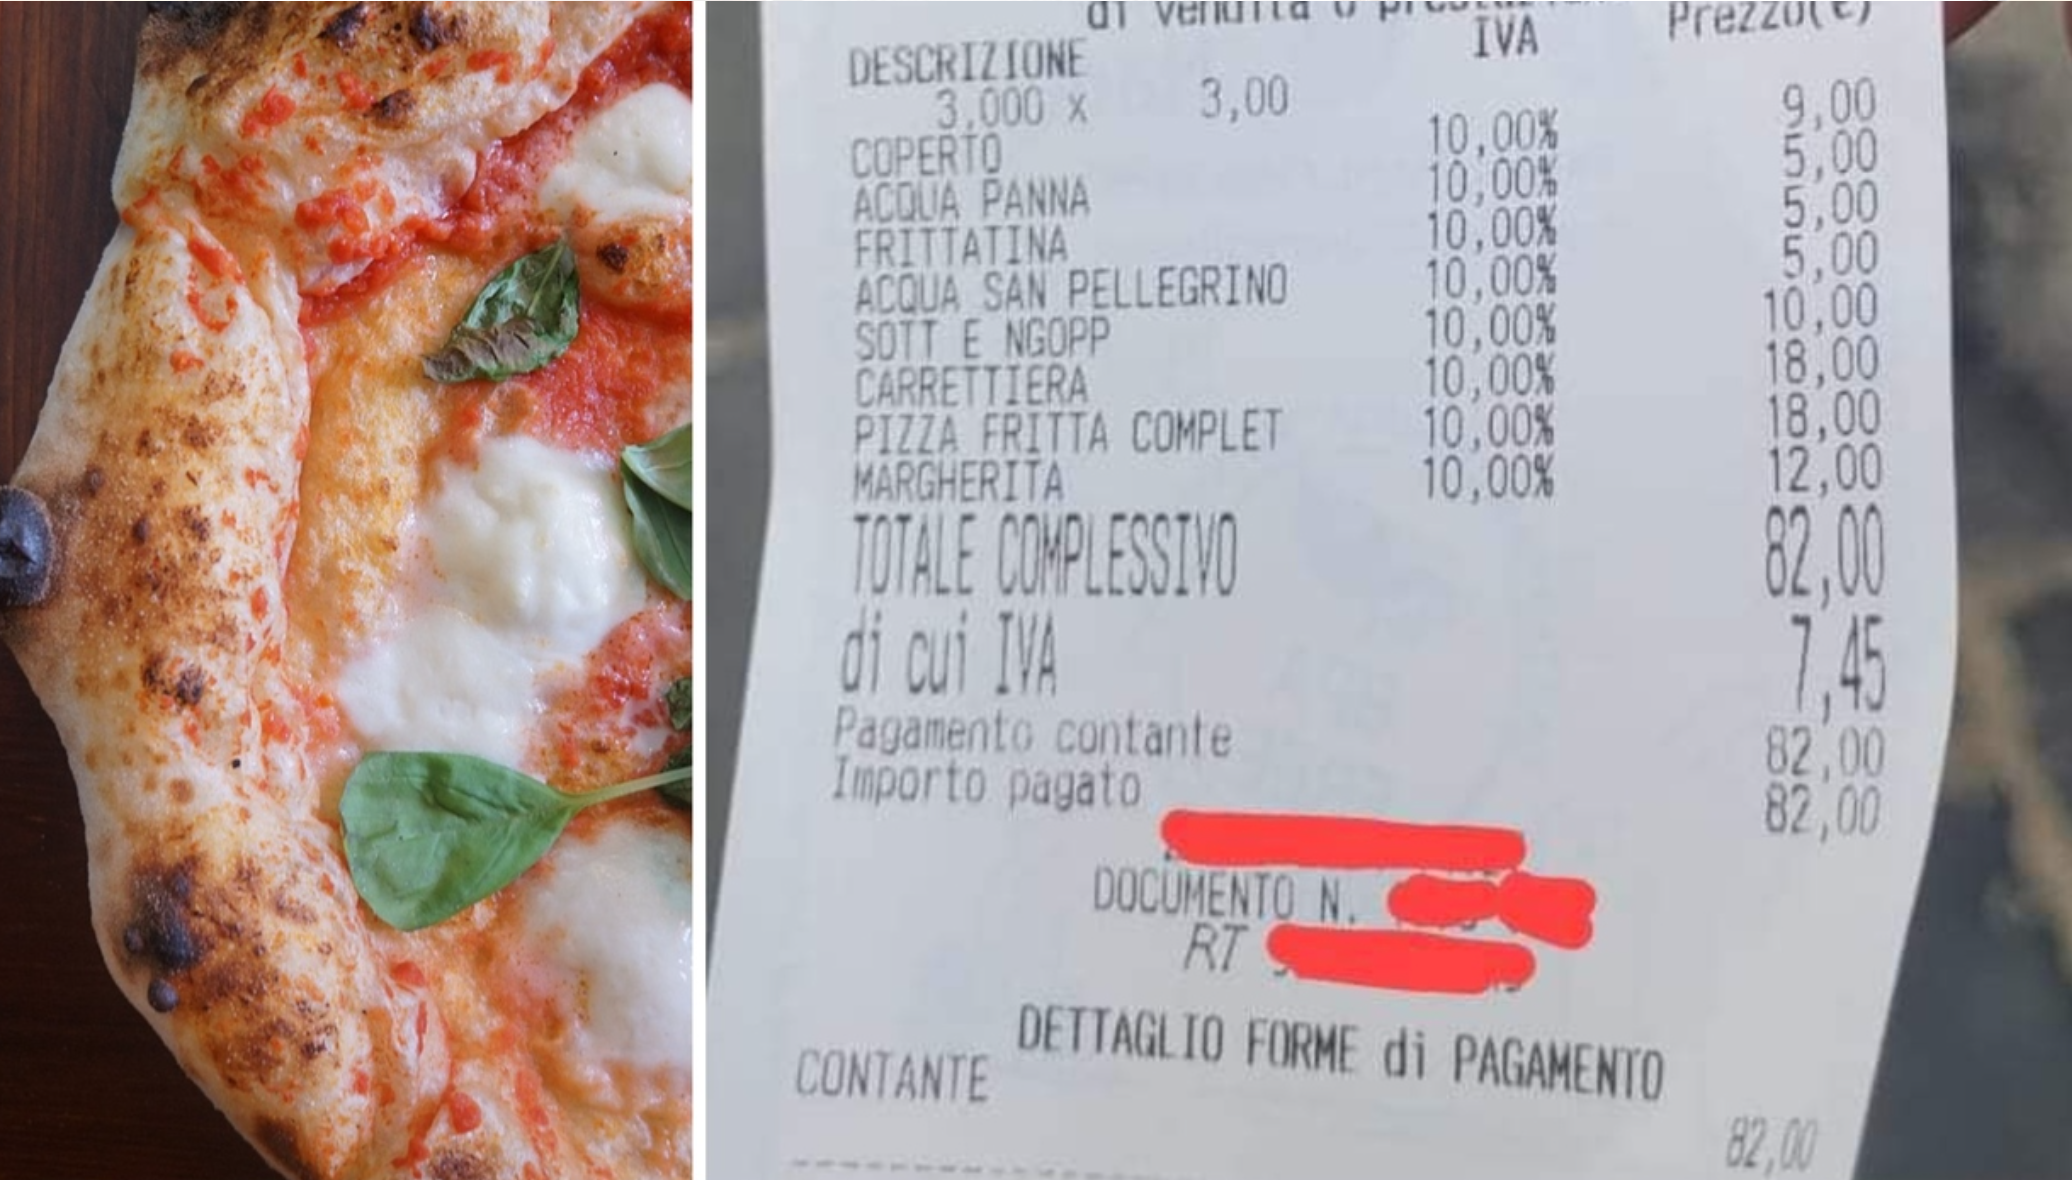 di vendita o
DESCRIZIONE IVA Prezzo(€)
3,000 x 3,00
COPERTO 10,00% 9,00
ACQUA PANNA 10,00% 5,00
FRITTATINA 10,00% 5,00
ACQUA SAN PELLEGRINO 10,00% 5,00
SOTT E NGOPP 10,00% 10,00
CARRETTIERA 10,00% 18,00
PIZZA FRITTA COMPLET 10,00% 18,00
MARGHERITA 10,00% 12,00
TOTALE COMPLESSIVO 82,00
di cui IVA 7,45
Pagamento contante 82,00
Importo pagato 82,00
DOCUMENTO N.
RT
DETTAGLIO FORME di PAGAMENTO
CONTANTE 82,00